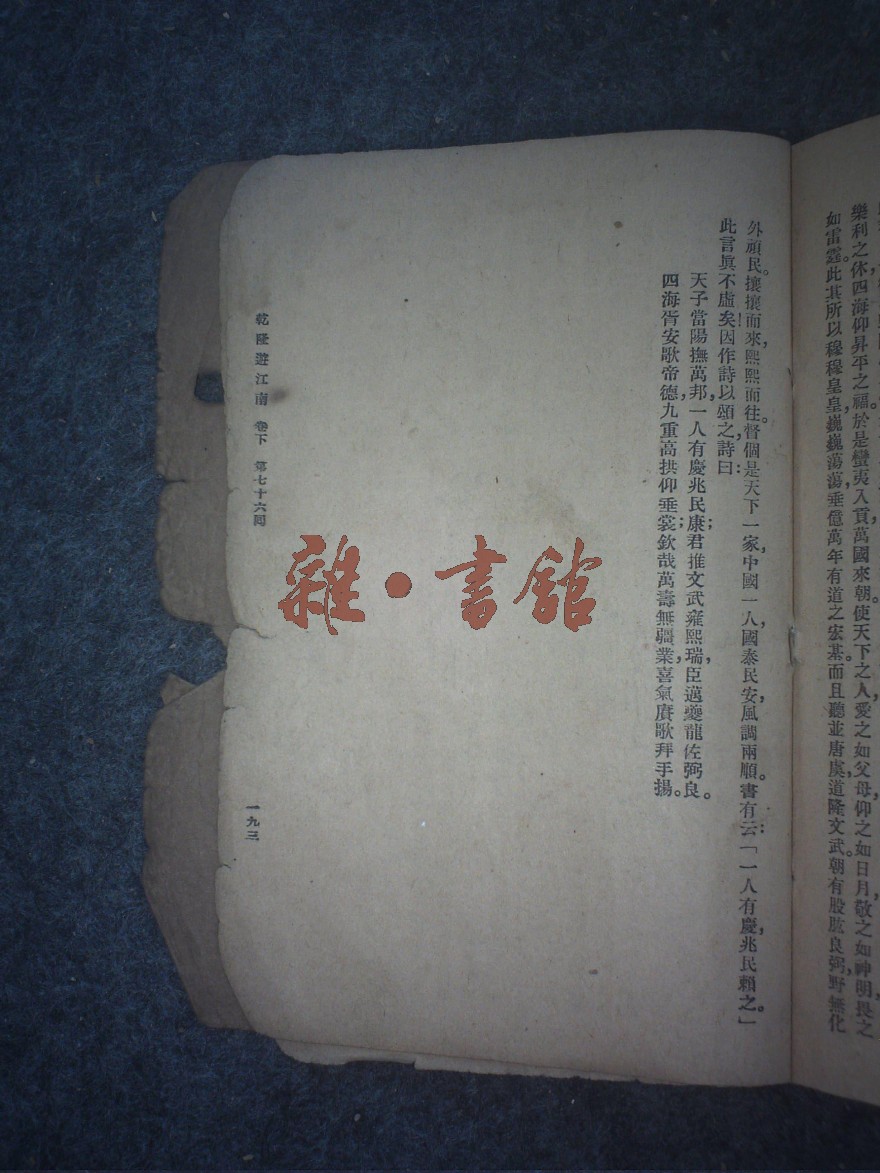 樂利之休四海仰昇平之福。於是蠻夷入貢萬國來朝。使天下之人，愛之如父母，仰之如日月，敬之如神明，畏之
如雷霆。此其所以穆穆皇皇，巍巍蕩蕩，垂億萬年有道之宏基。而且聽並唐虞，道隆文武。朝有股肱良弼，野無化
外頑民。攘攘而來，熙熙而往。督個是天下一家，中國一人，國泰民安，風調雨順。書有云：「一人有慶，兆民賴之。」
此言眞不虛矣！因作詩以頌之，詩曰：
天子當陽撫萬邦，一人有慶兆民康；君推文武雍熙瑞，臣邁夔龍佐弼良。
四海胥安歌帝德，九重高拱仰垂裳；欽哉萬壽無疆業，喜氣賡歌拜手揚。
乾隆遊江南 卷下 第七十六回
一九三
雜·書館